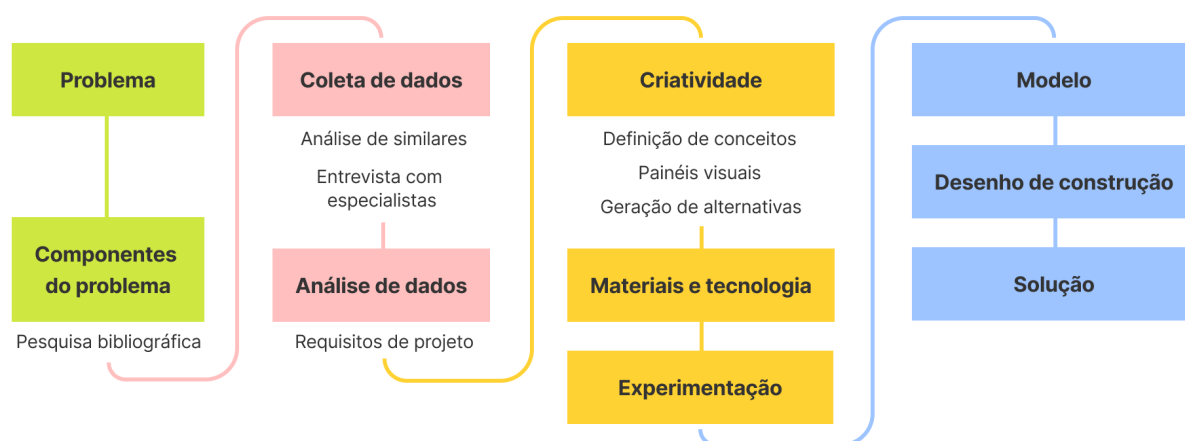 Problema
Componentes
do problema
Pesquisa bibliográfica
Coleta de dados
Análise de similares
Entrevista com
especialistas
Análise de dados
Requisitos de projeto
Criatividade
Definição de conceitos
Painéis visuais
Geração de alternativas
Materiais e tecnologia
Experimentação
Modelo
Desenho de construção
Solução